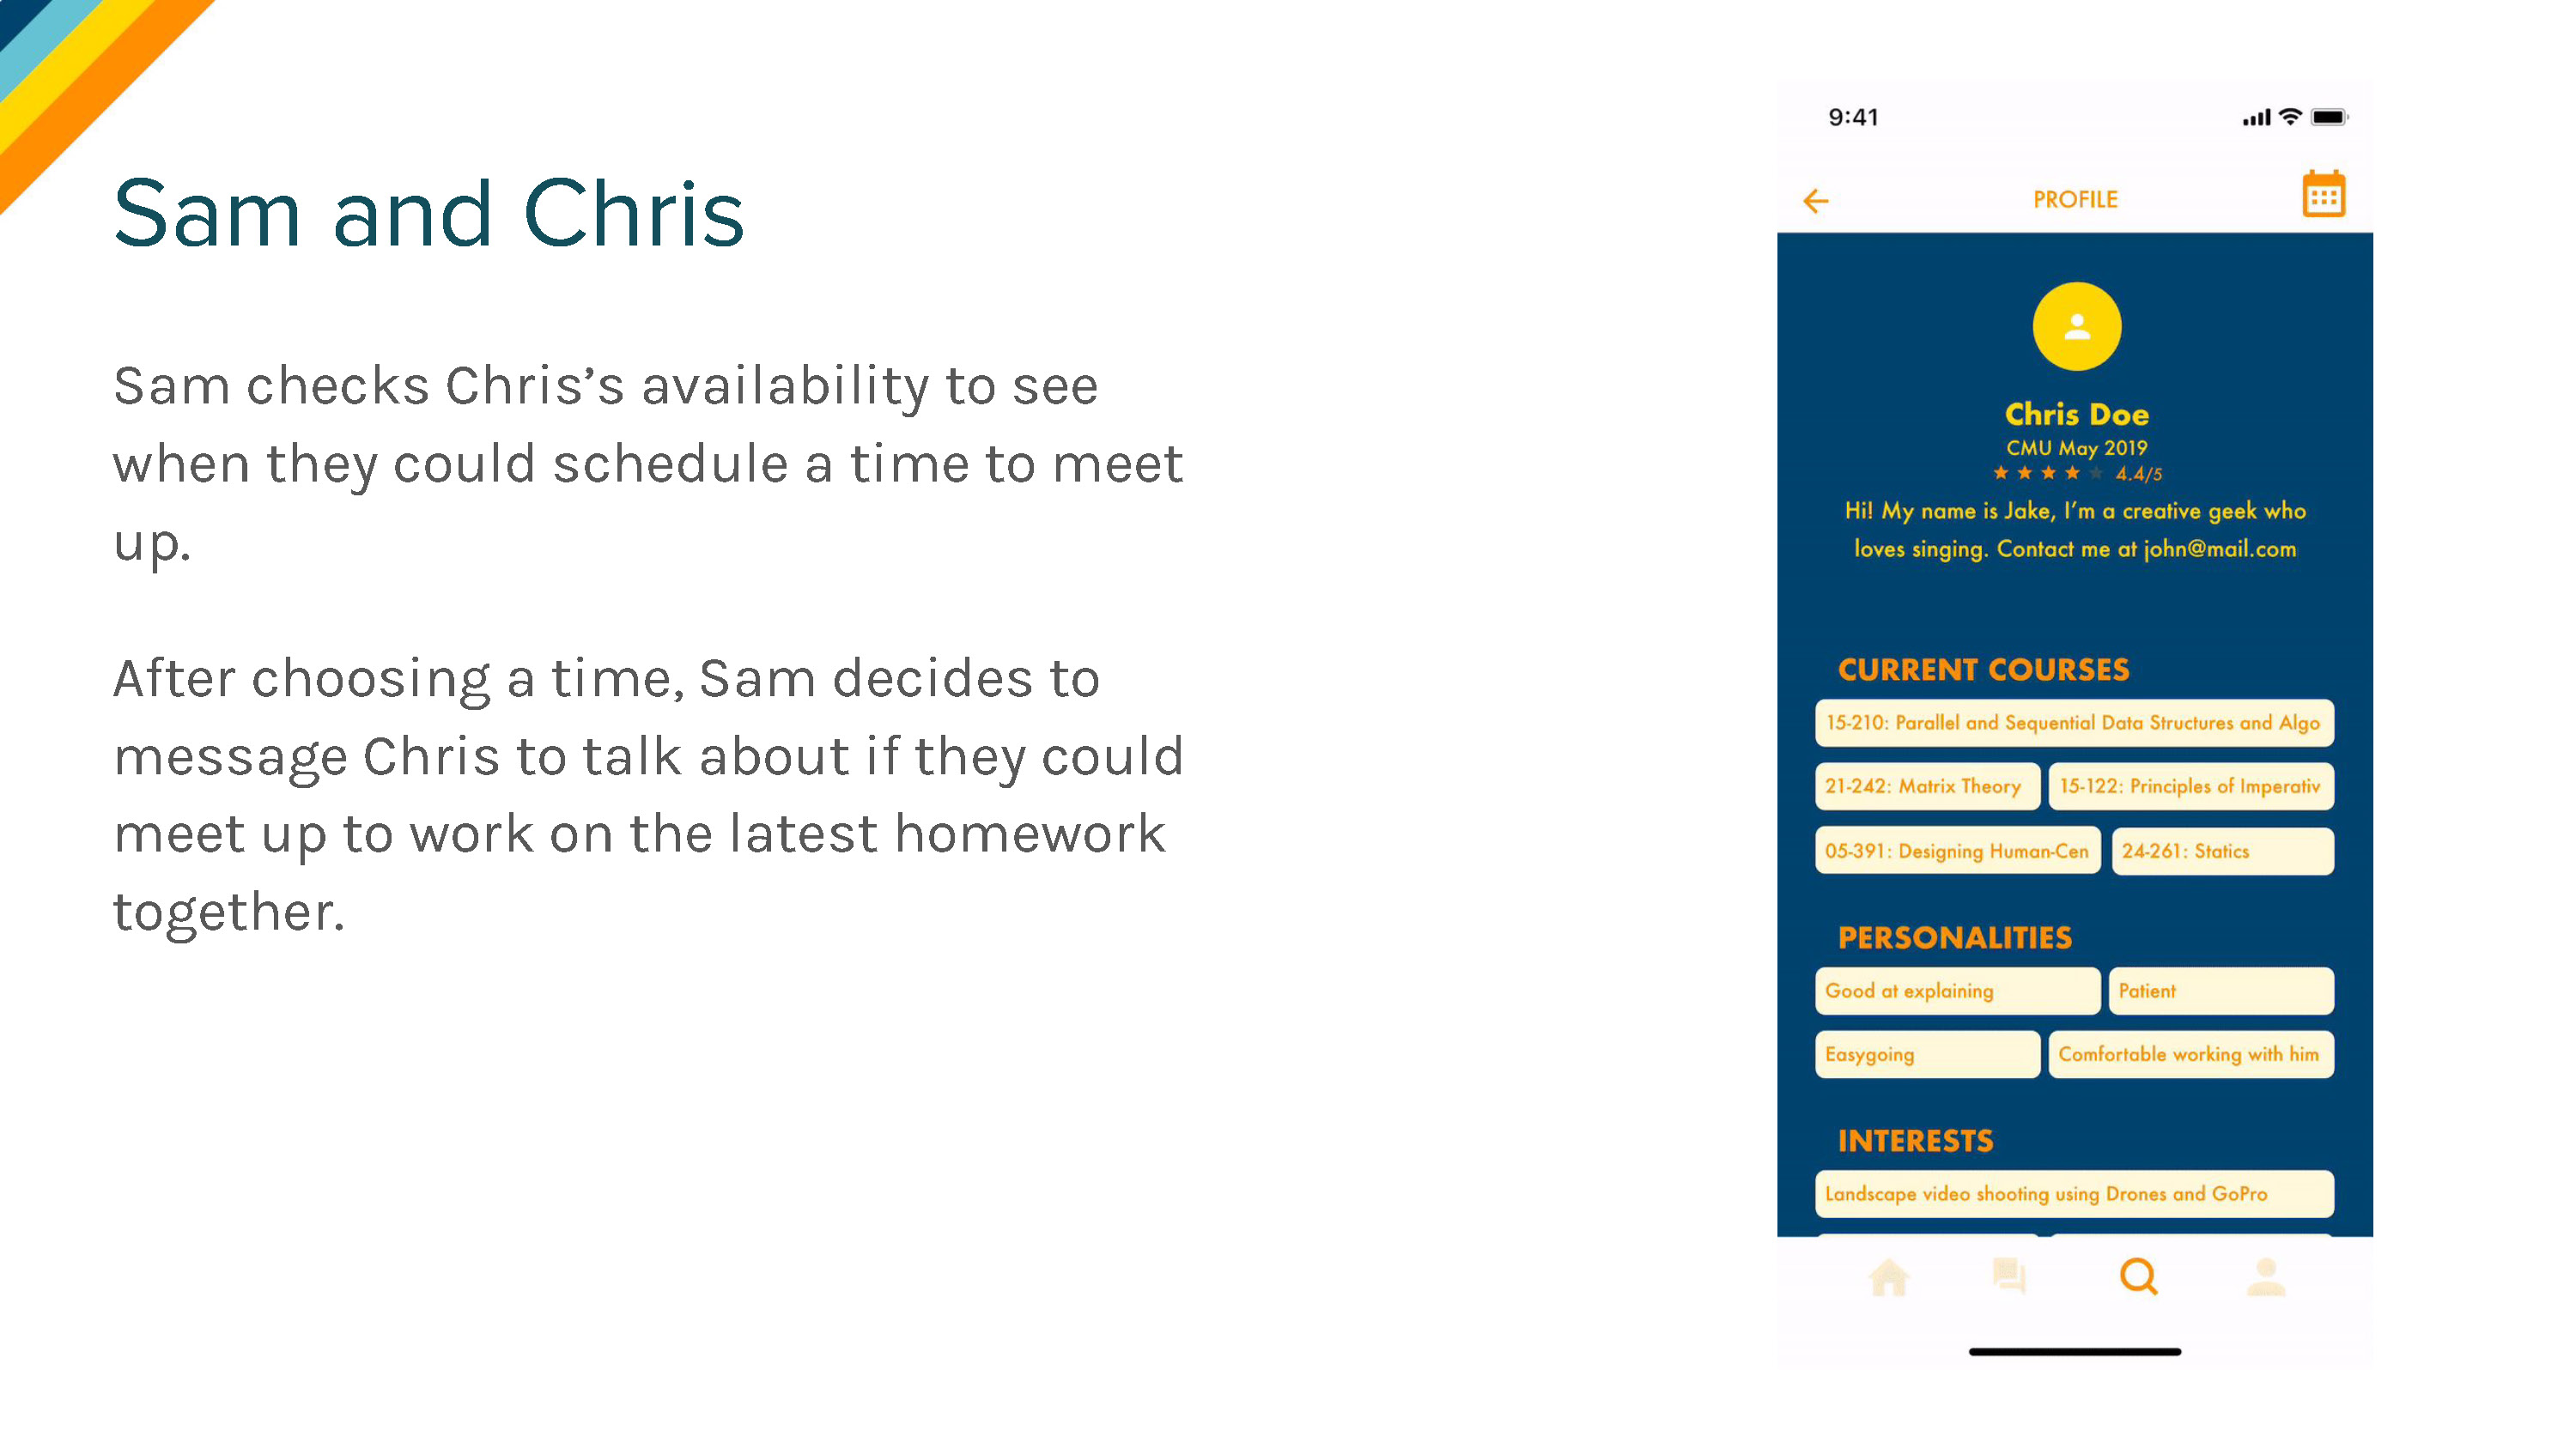 Sam and Chris
Sam checks Chris’s availability to see
when they could schedule a time to meet
up.
After choosing a time, Sam decides to
message Chris to talk about if they could
meet up to work on the latest homework
together.
9:41
PROFILE
Chris Doe
CMU May 2019
4.4/5
Hi! My name is Jake, I’m a creative geek who
loves singing. Contact me at john@mail.com
CURRENT COURSES
15-210: Parallel and Sequential Data Structures and Algo
21-242: Matrix Theory
15-122: Principles of Imperativ
05-391: Designing Human-Cen
24-261: Statics
PERSONALITIES
Good at explaining
Patient
Easygoing
Comfortable working with him
INTERESTS
Landscape video shooting using Drones and GoPro